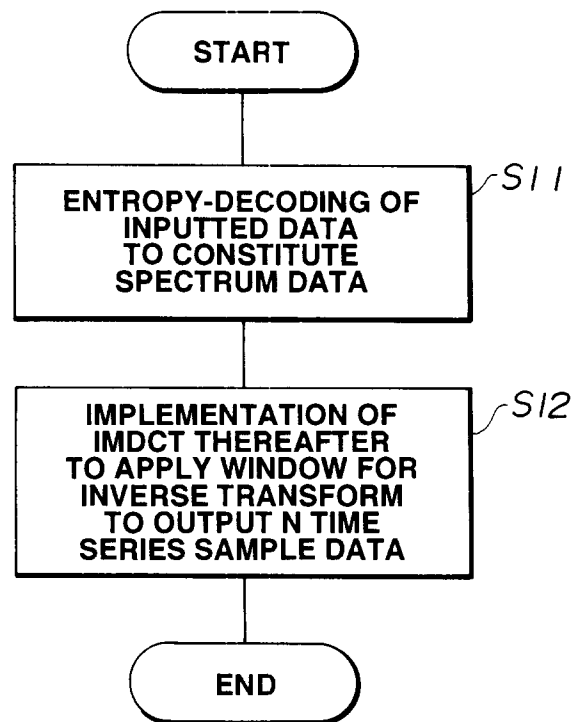 START
S11
ENTROPY-DECODING OF
INPUTTED DATA
TO CONSTITUTE
SPECTRUM DATA
S12
IMPLEMENTATION OF
IMDCT THEREAFTER
TO APPLY WINDOW FOR
INVERSE TRANSFORM
TO OUTPUT N TIME
SERIES SAMPLE DATA
END